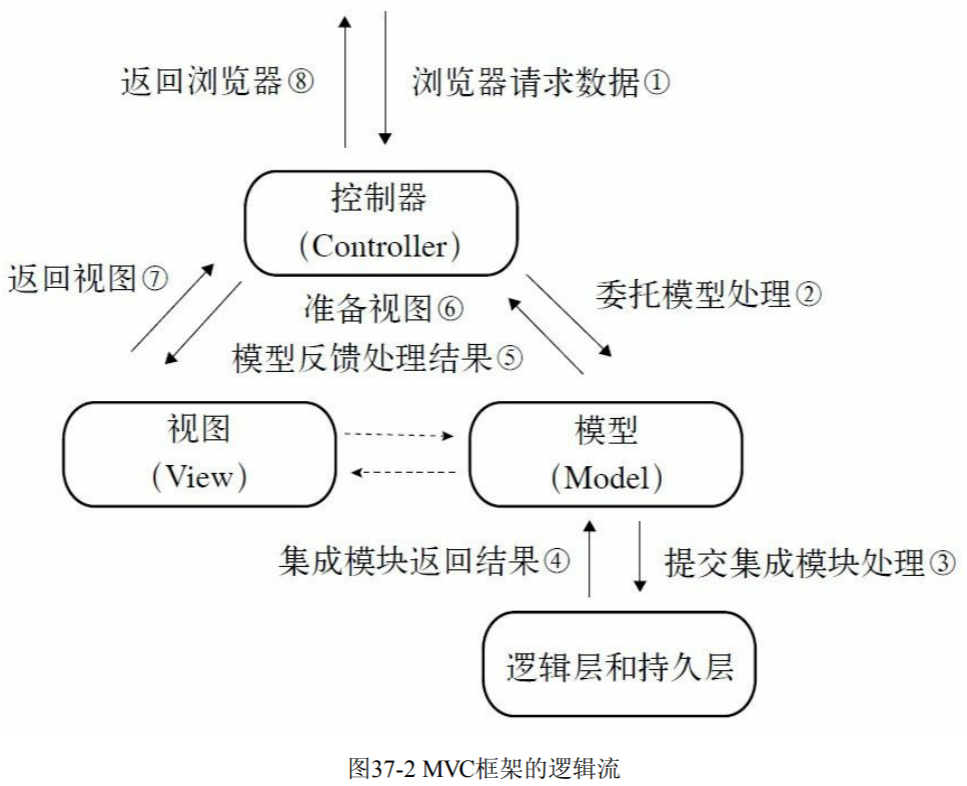 返回浏览器⑧
浏览器请求数据①
控制器
（Controller）
返回视图⑦
准备视图⑥
委托模型处理②
模型反馈处理结果⑤
视图
（View）
模型
（Model）
集成模块返回结果④
提交集成模块处理③
逻辑层和持久层
图37-2 MVC框架的逻辑流